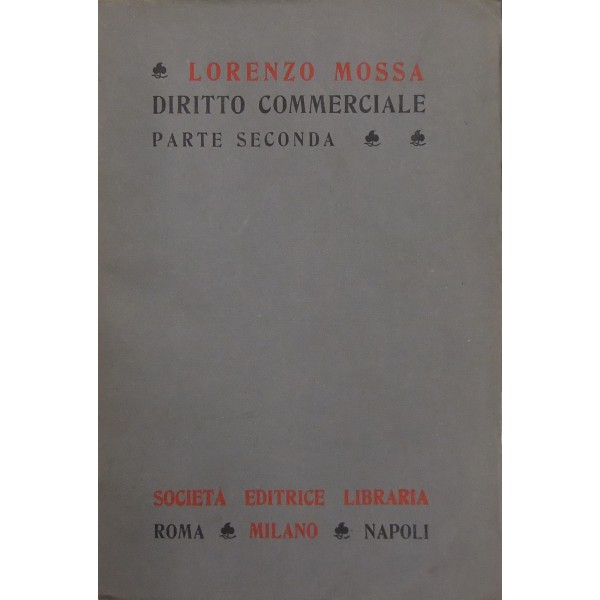 LORENZO MOSSA
DIRITTO COMMERCIALE
PARTE SECONDA
SOCIETÀ EDITRICE LIBRARIA
ROMA MILANO NAPOLI